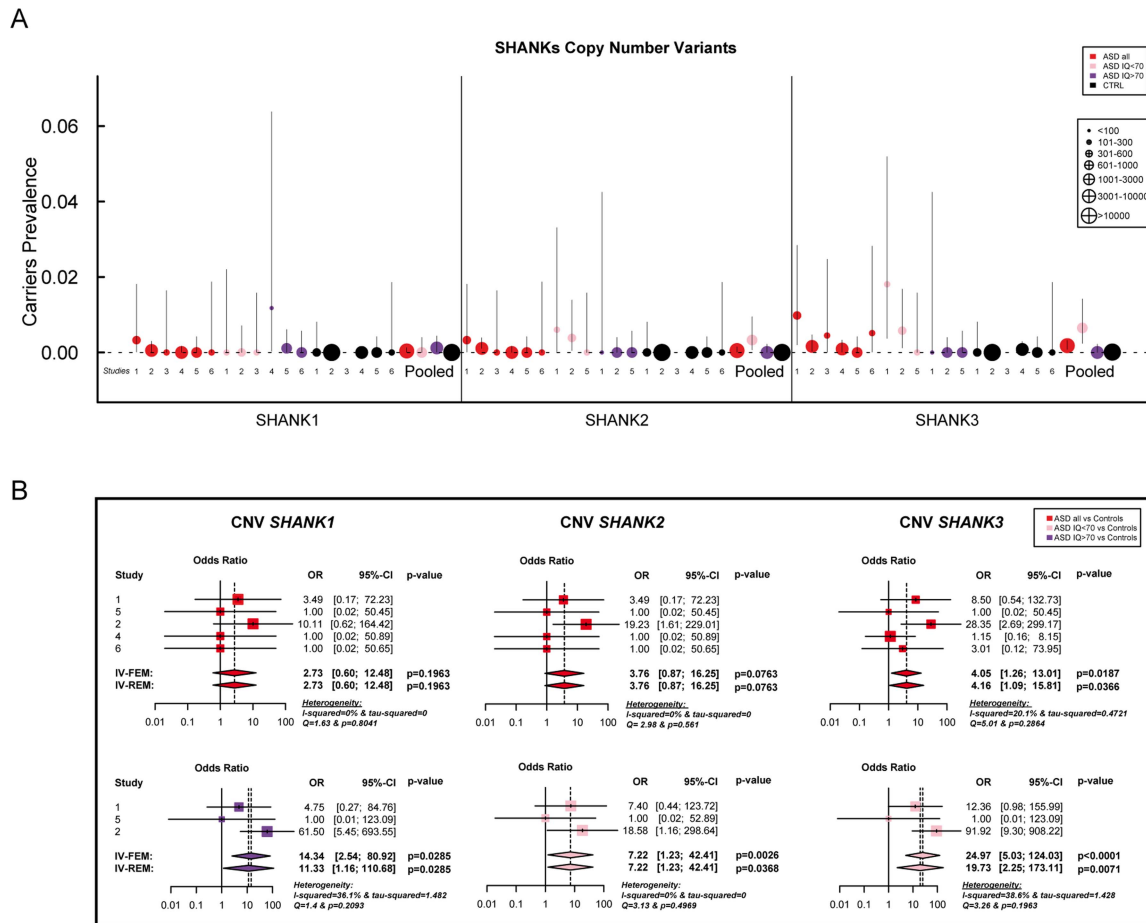 A
SHANKs Copy Number Variants
ASD all
ASD IQ<70
ASD IQ>70
CTRL
<100
101-300
301-600
601-1000
1001-3000
3001-10000
>10000
Carriers Prevalence
0.06
0.04
0.02
0.00
Studies 1 2 3 4 5 6 1 2 3 4 5 6 1 2 3 4 5 6 Pooled 1 2 3 4 5 6 1 2 5 1 2 5 1 2 3 4 5 6 Pooled 1 2 3 4 5 6 1 2 5 1 2 5 1 2 3 4 5 6 Pooled
SHANK1 SHANK2 SHANK3
B
CNV SHANK1 CNV SHANK2 CNV SHANK3
ASD all vs Controls
ASD IQ<70 vs Controls
ASD IQ>70 vs Controls
Odds Ratio Odds Ratio Odds Ratio
Study OR 95%-CI p-value OR 95%-CI p-value OR 95%-CI p-value
1 3.49 [0.17; 72.23] 3.49 [0.17; 72.23] 8.50 [0.54; 132.73]
5 1.00 [0.02; 50.45] 1.00 [0.02; 50.45] 1.00 [0.02; 50.45]
2 10.11 [0.62; 164.42] 19.23 [1.61; 229.01] 28.35 [2.69; 299.17]
4 1.00 [0.02; 50.89] 1.00 [0.02; 50.89] 1.15 [0.16; 8.15]
6 1.00 [0.02; 50.65] 1.00 [0.02; 50.65] 3.01 [0.12; 73.95]
IV-FEM: 2.73 [0.60; 12.48] p=0.1963 3.76 [0.87; 16.25] p=0.0763 4.05 [1.26; 13.01] p=0.0187
IV-REM: 2.73 [0.60; 12.48] p=0.1963 3.76 [0.87; 16.25] p=0.0763 4.16 [1.09; 15.81] p=0.0366
0.01 0.1 1 10 100 0.01 0.1 1 10 100 0.01 0.1 1 10 100
Heterogeneity: Heterogeneity: Heterogeneity:
I-squared=0% & tau-squared=0 I-squared=0% & tau-squared=0 I-squared=20.1% & tau-squared=0.4721
Q=1.63 & p=0.8041 Q= 2.98 & p=0.561 Q=5.01 & p=0.2864
Odds Ratio Odds Ratio Odds Ratio
Study OR 95%-CI p-value OR 95%-CI p-value OR 95%-CI p-value
1 4.75 [0.27; 84.76] 7.40 [0.44; 123.72] 12.36 [0.98; 155.99]
5 1.00 [0.01; 123.09] 1.00 [0.02; 52.89] 1.00 [0.01; 123.09]
2 61.50 [5.45; 693.55] 18.58 [1.16; 298.64] 91.92 [9.30; 908.22]
IV-FEM: 14.34 [2.54; 80.92] p=0.0285 7.22 [1.23; 42.41] p=0.0026 24.97 [5.03; 124.03] p<0.0001
IV-REM: 11.33 [1.16; 110.68] p=0.0285 7.22 [1.23; 42.41] p=0.0368 19.73 [2.25; 173.11] p=0.0071
0.01 0.1 1 10 100 0.01 0.1 1 10 100 0.01 0.1 1 10 100
Heterogeneity: Heterogeneity: Heterogeneity:
I-squared=36.1% & tau-squared=1.482 I-squared=0% & tau-squared=0 I-squared=38.6% & tau-squared=1.428
Q=1.4 & p=0.2093 Q=3.13 & p=0.4969 Q=3.26 & p=0.1963